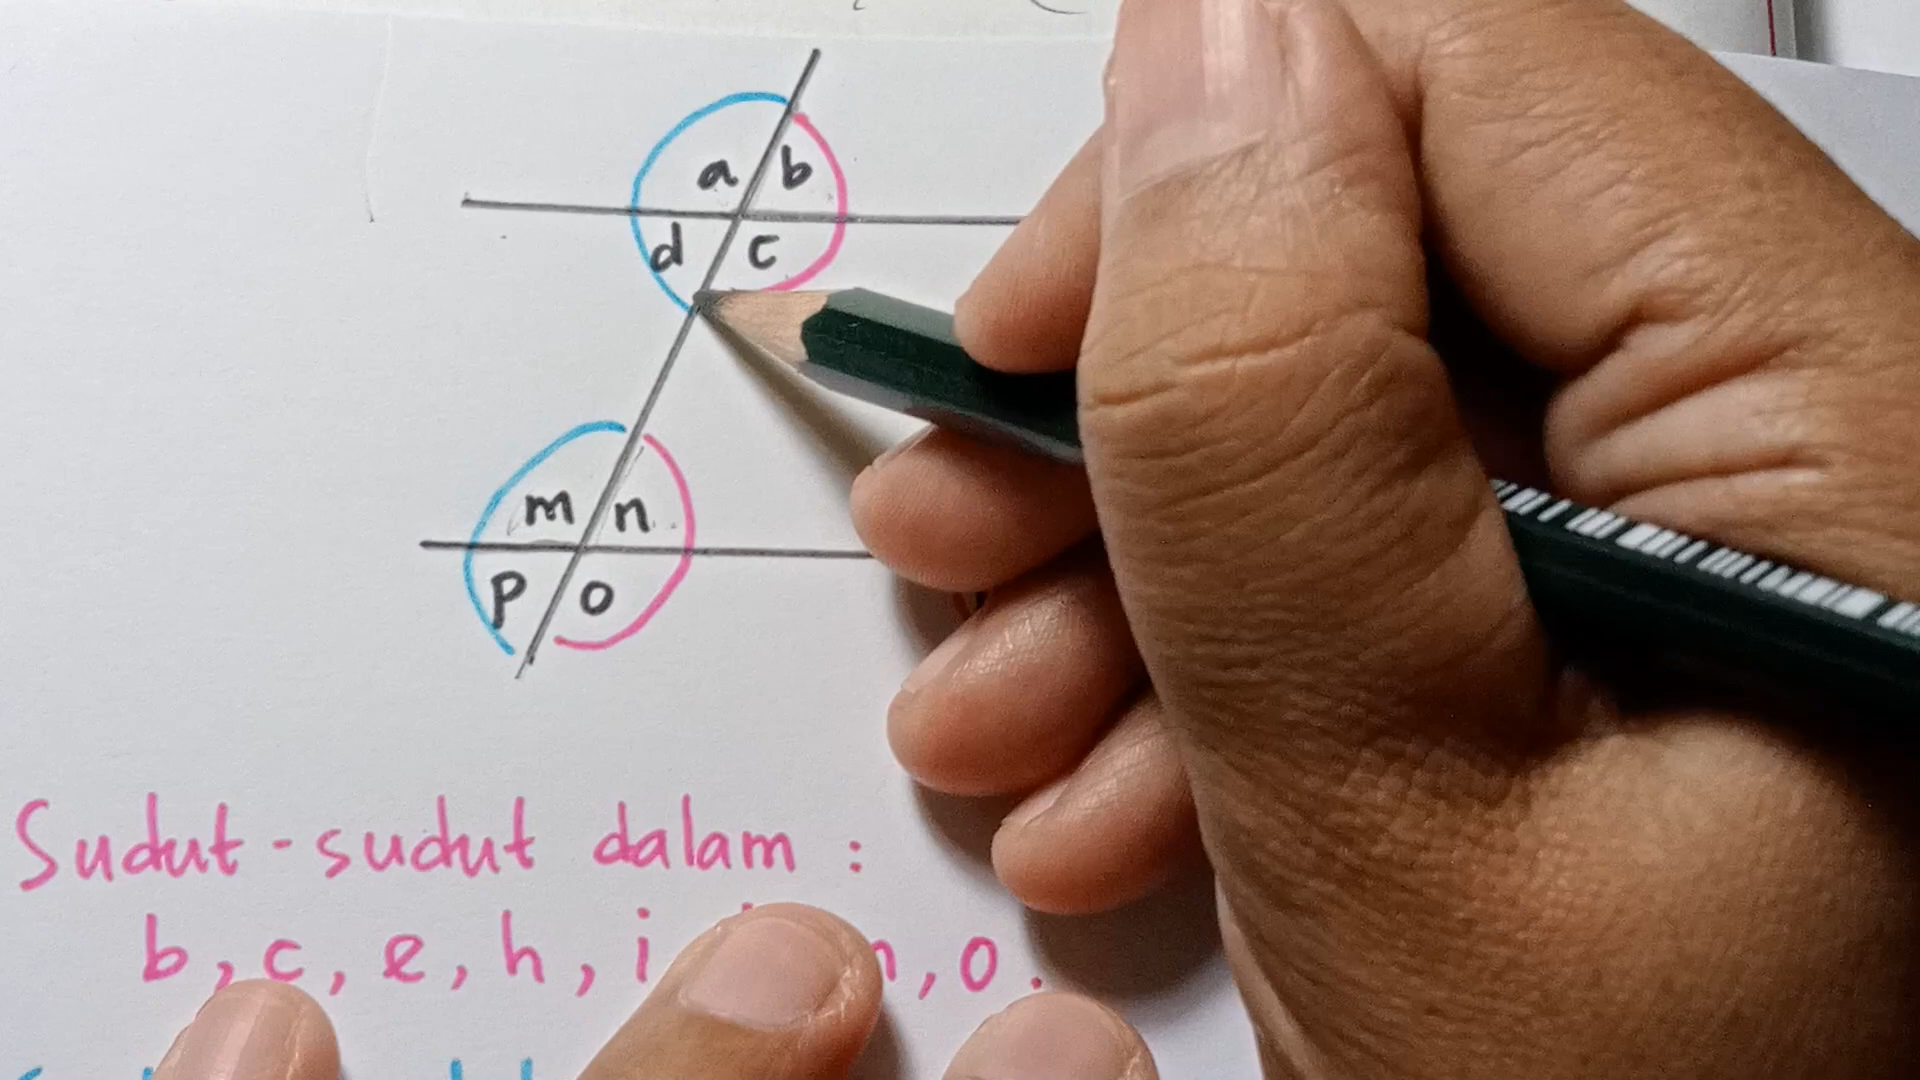 a b
d c
m n
p o
Sudut-sudut dalam :
b, c, e, h, i n, o.